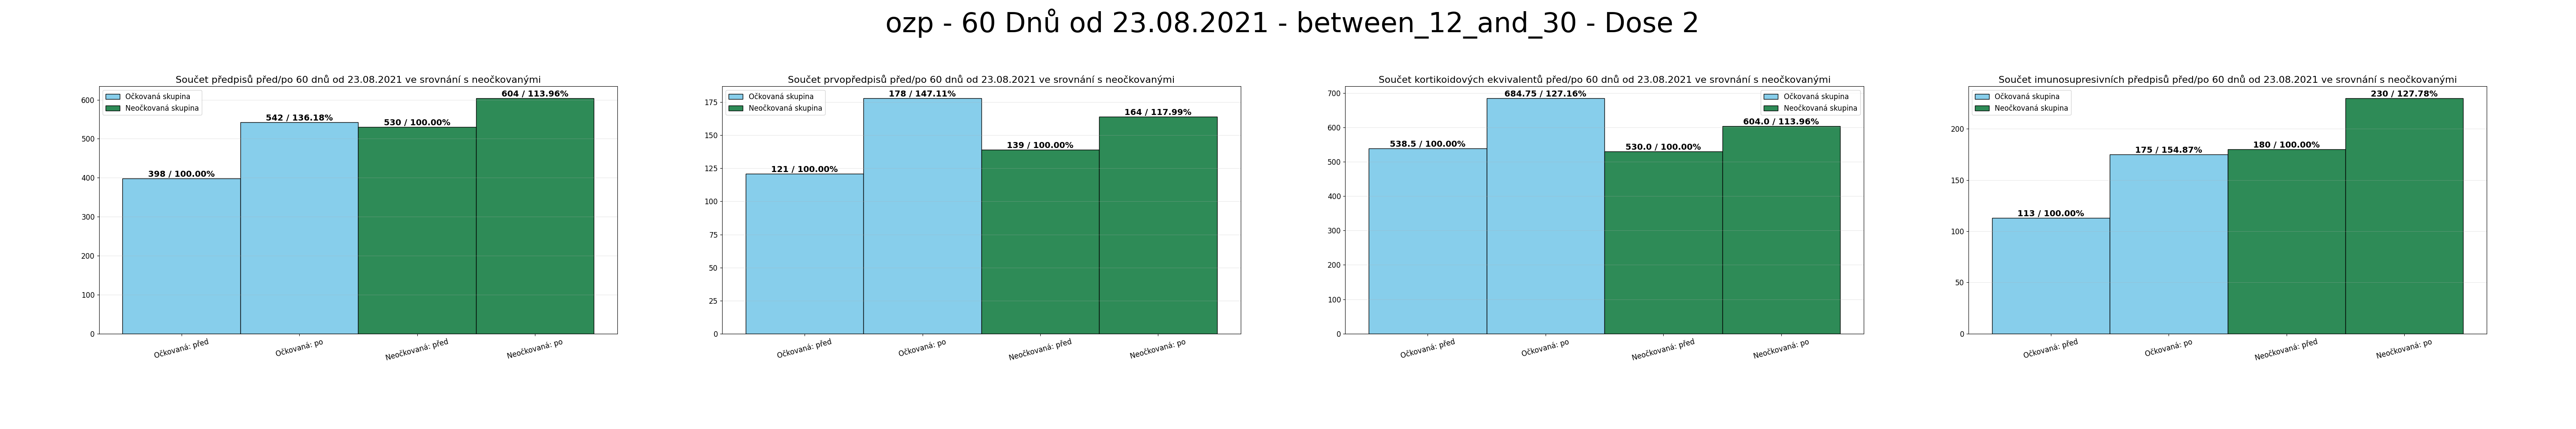 ozp - 60 Dnů od 23.08.2021 - between_12_and_30 - Dose 2
Součet předpisů před/po 60 dnů od 23.08.2021 ve srovnání s neočkovanými
600
500
400
300
200
100
0
Očkovaná skupina
Neočkovaná skupina
398 / 100.00%
542 / 136.18%
530 / 100.00%
604 / 113.96%
Očkovaná: před
Očkovaná: po
Neočkovaná: před
Neočkovaná: po
Součet prvopředpisů před/po 60 dnů od 23.08.2021 ve srovnání s neočkovanými
175
150
125
100
75
50
25
0
Očkovaná skupina
Neočkovaná skupina
121 / 100.00%
178 / 147.11%
139 / 100.00%
164 / 117.99%
Očkovaná: před
Očkovaná: po
Neočkovaná: před
Neočkovaná: po
Součet kortikoidových ekvivalentů před/po 60 dnů od 23.08.2021 ve srovnání s neočkovanými
700
600
500
400
300
200
100
0
Očkovaná skupina
Neočkovaná skupina
538.5 / 100.00%
684.75 / 127.16%
530.0 / 100.00%
604.0 / 113.96%
Očkovaná: před
Očkovaná: po
Neočkovaná: před
Neočkovaná: po
Součet imunosupresivních předpisů před/po 60 dnů od 23.08.2021 ve srovnání s neočkovanými
200
150
100
50
0
Očkovaná skupina
Neočkovaná skupina
113 / 100.00%
175 / 154.87%
180 / 100.00%
230 / 127.78%
Očkovaná: před
Očkovaná: po
Neočkovaná: před
Neočkovaná: po